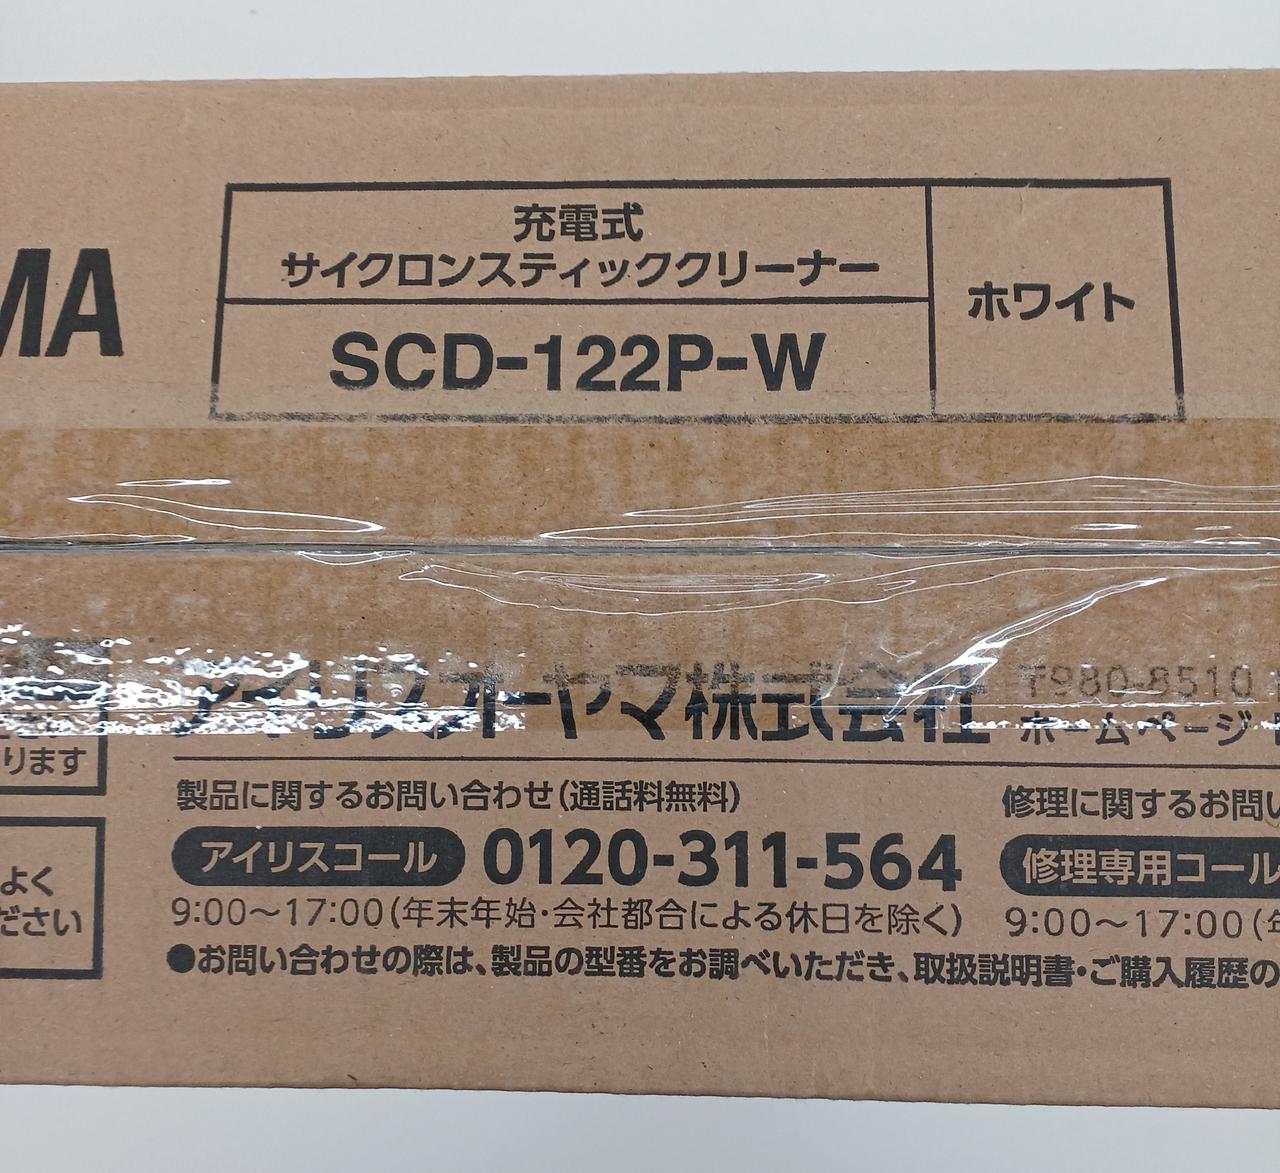 MA
充電式
サイクロンスティッククリーナー
SCD-122P-W
ホワイト
ります
よく
ださい
アイリスオーヤマ株式会社
〒980-8510
ホームページ
製品に関するお問い合わせ(通話料無料)
アイリスコール 0120-311-564
9:00～17:00(年末年始・会社都合による休日を除く)
修理に関するお問い
修理専用コール
9:00～17:00(年
●お問い合わせの際は、製品の型番をお調べいただき、取扱説明書・ご購入履歴の